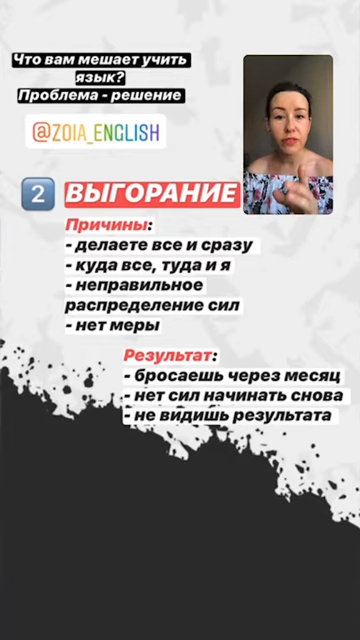 Что вам мешает учить
язык?
Проблема - решение
@ZOIA_ENGLISH
2 ВЫГОРАНИЕ
Причины:
- делаете все и сразу
- куда все, туда и я
- неправильное
распределение сил
- нет меры
Результат:
- бросаешь через месяц
- нет сил начинать снова
- не видишь результата